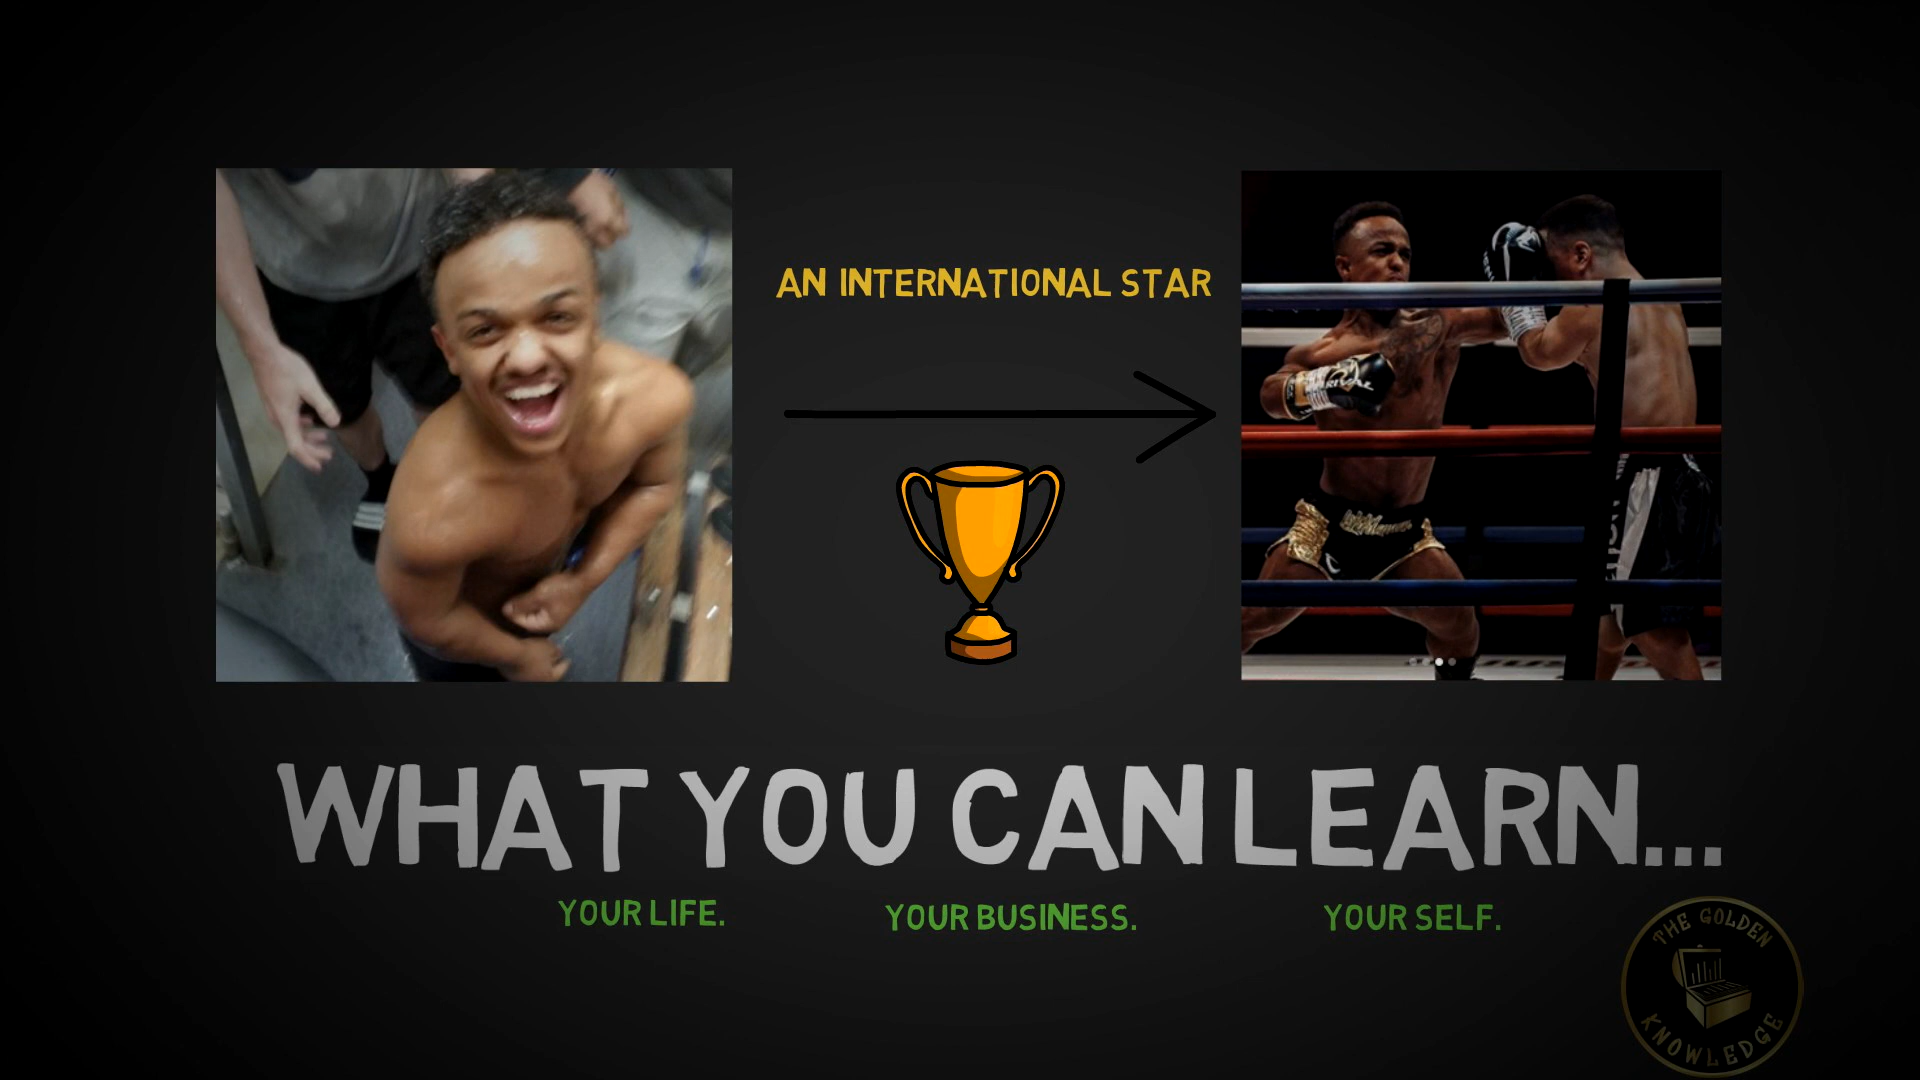 AN INTERNATIONAL STAR
WHAT YOU CAN LEARN...
YOUR LIFE.
YOUR BUSINESS.
YOUR SELF.
THE GOLDEN
KNOWLEDGE